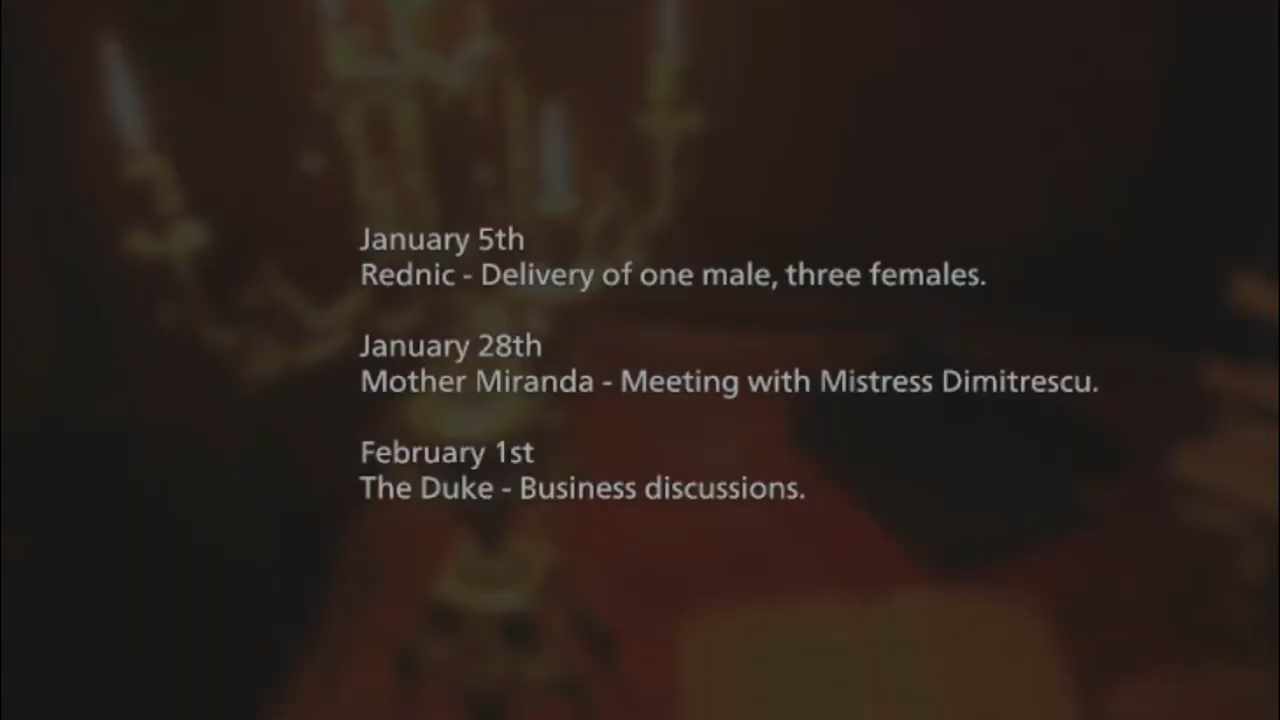 January 5th
Rednic - Delivery of one male, three females.
January 28th
Mother Miranda - Meeting with Mistress Dimitrescu.
February 1st
The Duke - Business discussions.